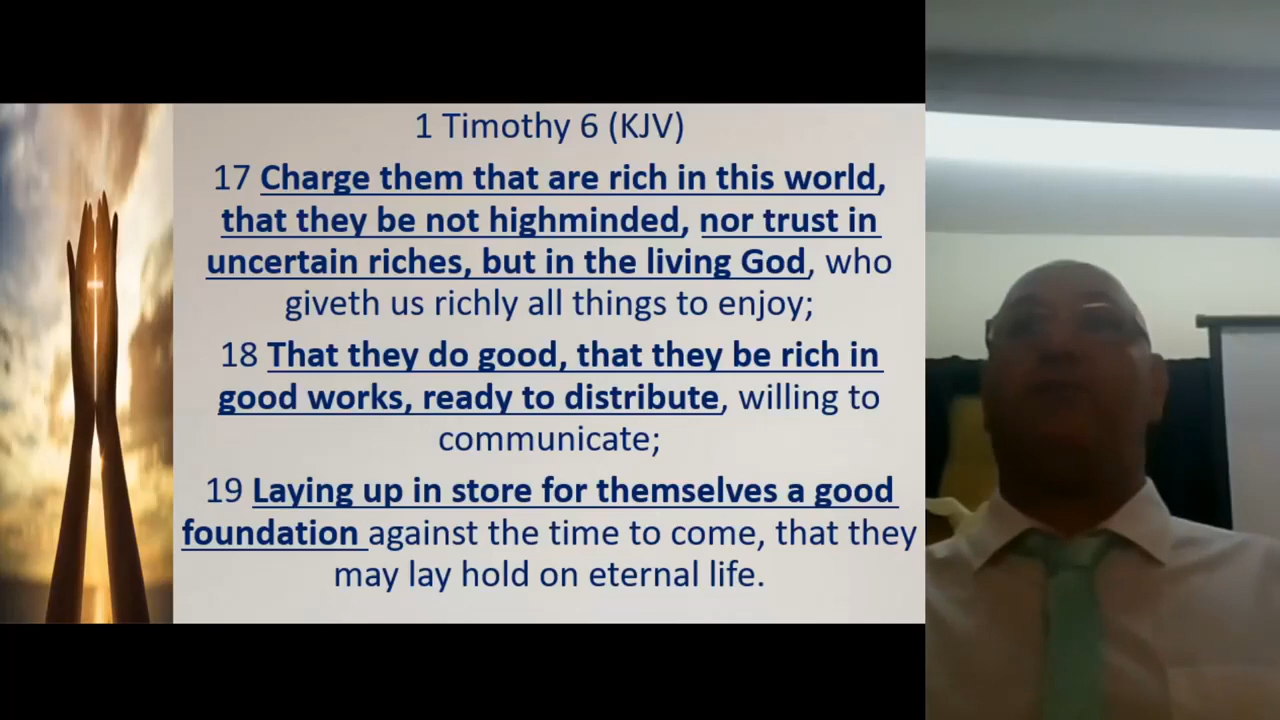 1 Timothy 6 (KJV)
17 Charge them that are rich in this world,
that they be not highminded, nor trust in
uncertain riches, but in the living God, who
giveth us richly all things to enjoy;
18 That they do good, that they be rich in
good works, ready to distribute, willing to
communicate;
19 Laying up in store for themselves a good
foundation against the time to come, that they
may lay hold on eternal life.